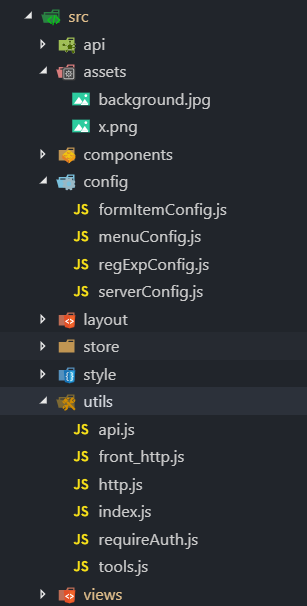 src
api
assets
background.jpg
x.png
components
config
JS formItemConfig.js
JS menuConfig.js
JS regExpConfig.js
JS serverConfig.js
layout
store
style
utils
JS api.js
JS front_http.js
JS http.js
JS index.js
JS requireAuth.js
JS tools.js
views